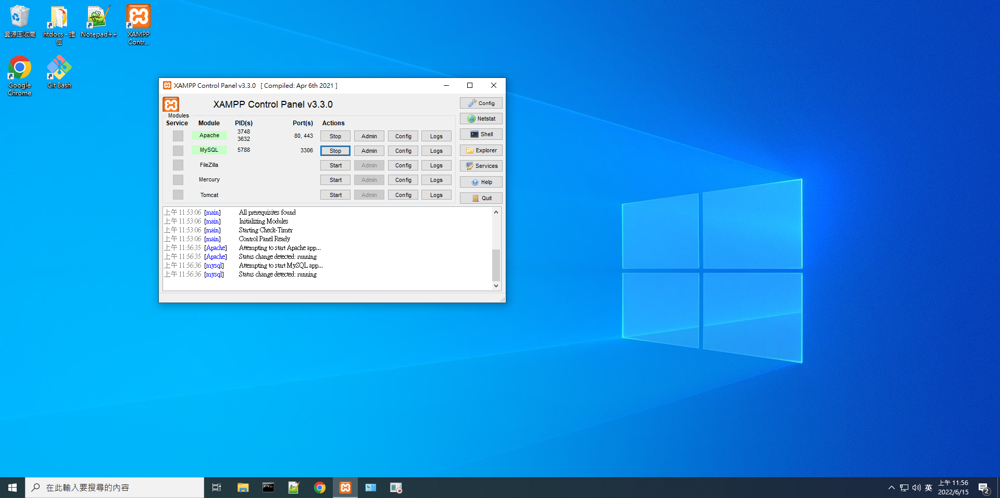 資源回收筒
htdocs - 捷
徑
Notepad++
XAMPP
Contr...
Google
Chrome
Git Bash
XAMPP Control Panel v3.3.0 [ Compiled: Apr 6th 2021 ]
XAMPP Control Panel v3.3.0
Config
Netstat
Shell
Explorer
Services
Help
Quit
Modules
Service Module PID(s) Port(s) Actions
Apache 3748 3632 80, 443 Stop Admin Config Logs
MySQL 5788 3306 Stop Admin Config Logs
FileZilla Start Admin Config Logs
Mercury Start Admin Config Logs
Tomcat Start Admin Config Logs
上午 11:53:06 [main] All prerequisites found
上午 11:53:06 [main] Initializing Modules
上午 11:53:06 [main] Starting Check-Timer
上午 11:53:06 [main] Control Panel Ready
上午 11:56:35 [Apache] Attempting to start Apache app...
上午 11:56:35 [Apache] Status change detected: running
上午 11:56:36 [mysql] Attempting to start MySQL app...
上午 11:56:36 [mysql] Status change detected: running
在此輸入要搜尋的內容
英
上午 11:56
2022/6/15
2